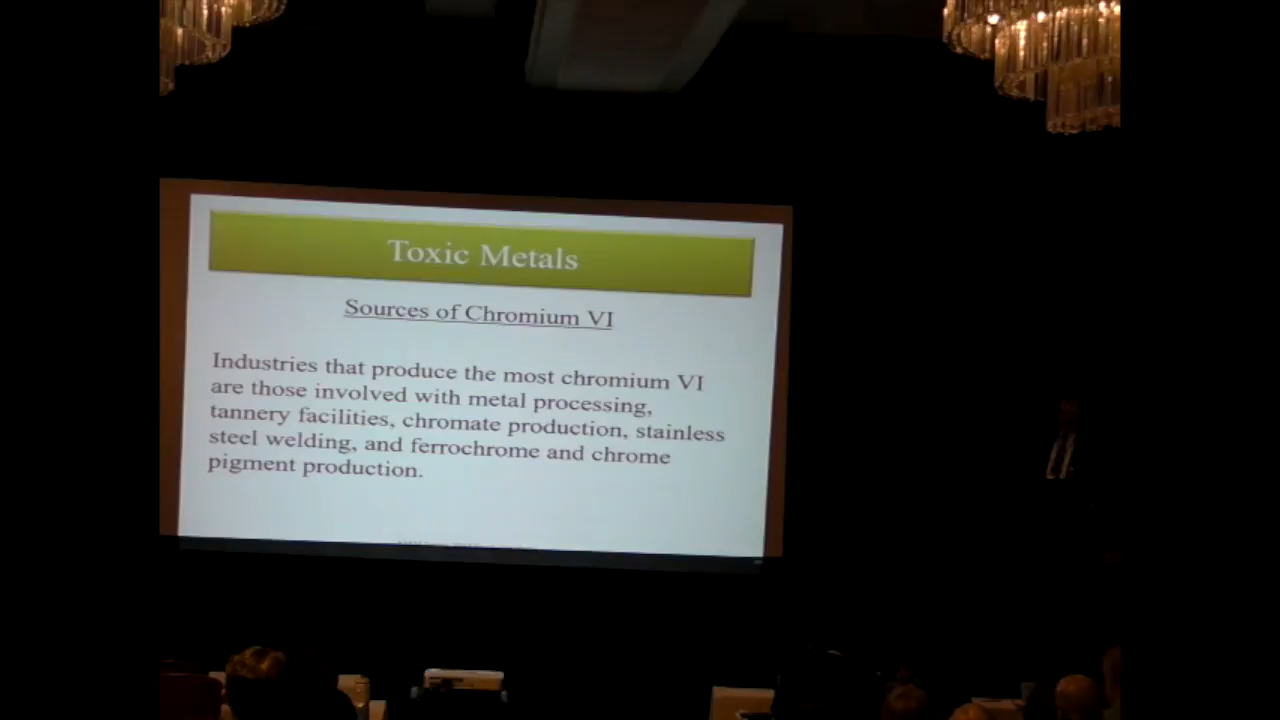 Toxic Metals
Sources of Chromium VI
Industries that produce the most chromium VI
are those involved with metal processing,
tannery facilities, chromate production, stainless
steel welding, and ferrochrome and chrome
pigment production.